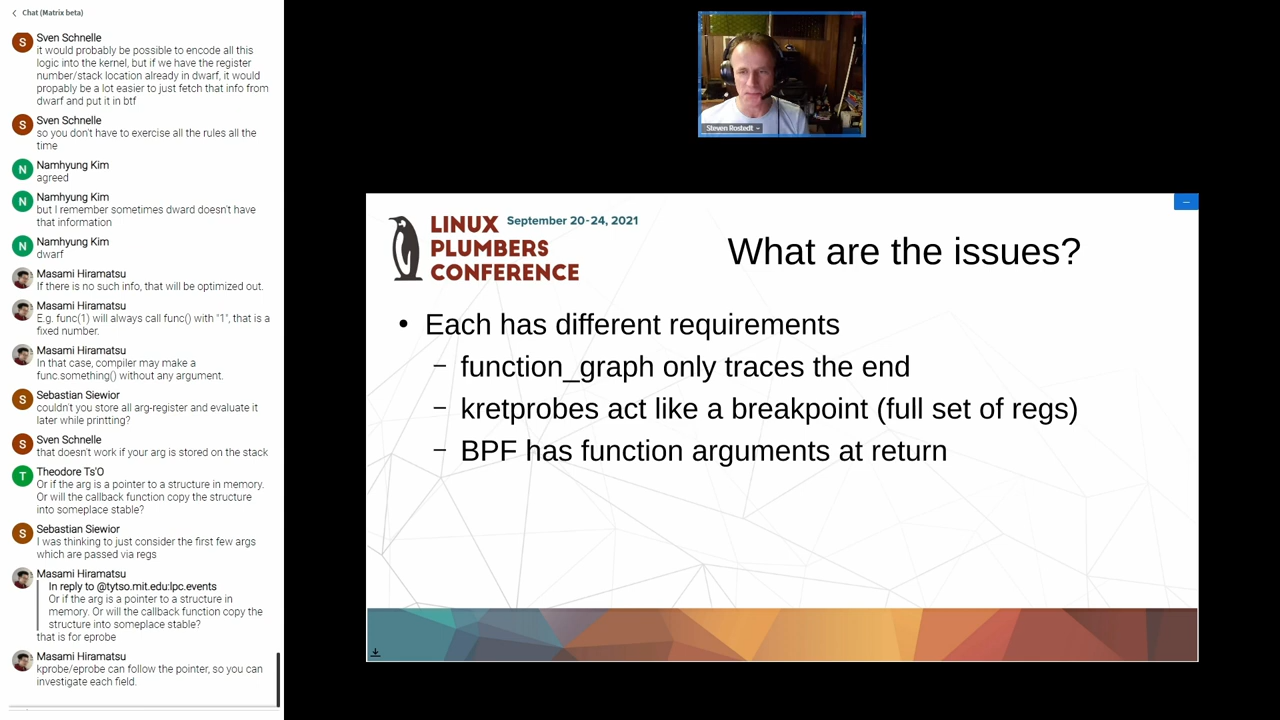 Chat (Matrix beta)
S
Sven Schnelle
it would probably be possible to encode all this
logic into the kernel, but if we have the register
number/stack location already in dwarf, it would
propably be a lot easier to just fetch that info from
dwarf and put it in btf
S
Sven Schnelle
so you don't have to exercise all the rules all the
time
N
Namhyung Kim
agreed
N
Namhyung Kim
but I remember sometimes dward doesn't have
that information
N
Namhyung Kim
dwarf
Masami Hiramatsu
If there is no such info, that will be optimized out.
Masami Hiramatsu
E.g. func(1) will always call func() with "1", that is a
fixed number.
Masami Hiramatsu
In that case, compiler may make a
func.something() without any argument.
S
Sebastian Siewior
couldn't you store all arg-register and evaluate it
later while printting?
S
Sven Schnelle
that doesn't work if your arg is stored on the stack
T
Theodore Ts'O
Or if the arg is a pointer to a structure in memory.
Or will the callback function copy the structure
into someplace stable?
S
Sebastian Siewior
I was thinking to just consider the first few args
which are passed via regs
Masami Hiramatsu
In reply to @tytso.mit.edu:lpc.events
Or if the arg is a pointer to a structure in
memory. Or will the callback function copy the
structure into someplace stable?
that is for eprobe
Masami Hiramatsu
kprobe/eprobe can follow the pointer, so you can
investigate each field.
Steven Rostedt
LINUX September 20-24, 2021
PLUMBERS
CONFERENCE
What are the issues?
• Each has different requirements
– function_graph only traces the end
– kretprobes act like a breakpoint (full set of regs)
– BPF has function arguments at return